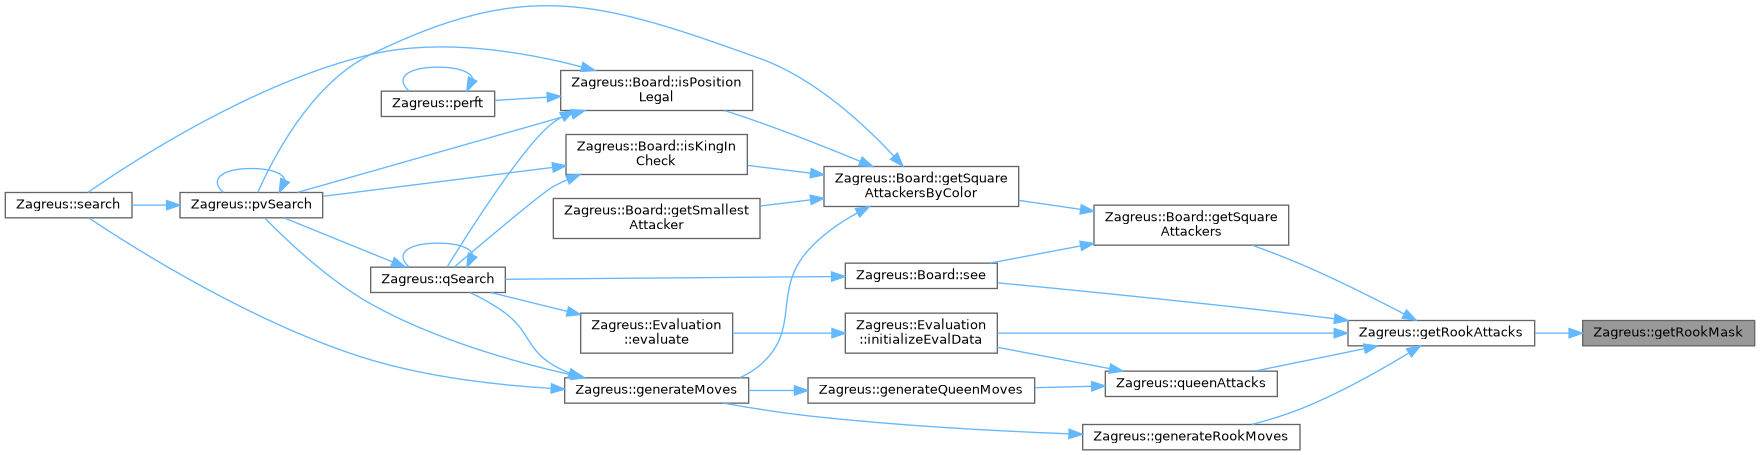 Zagreus::search
Zagreus::pvSearch
Zagreus::perft
Zagreus::qSearch
Zagreus::Board::isPosition
Legal
Zagreus::Board::isKingIn
Check
Zagreus::Board::getSmallest
Attacker
Zagreus::Evaluation
::evaluate
Zagreus::generateMoves
Zagreus::Board::getSquare
AttackersByColor
Zagreus::Board::see
Zagreus::Evaluation
::initializeEvalData
Zagreus::generateQueenMoves
Zagreus::Board::getSquare
Attackers
Zagreus::queenAttacks
Zagreus::generateRookMoves
Zagreus::getRookAttacks
Zagreus::getRookMask